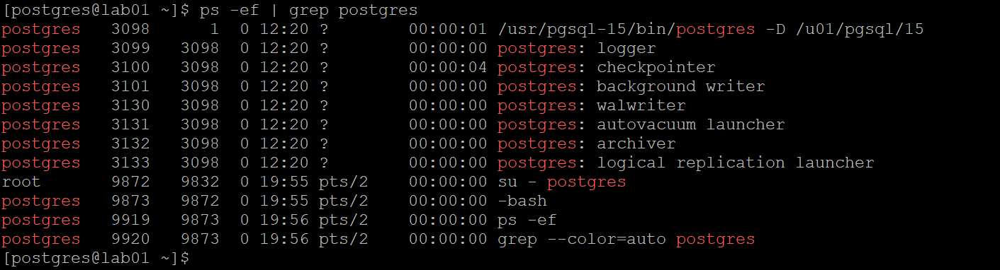 [postgres@lab01 ~]$ ps -ef | grep postgres
postgres   3098      1  0 12:20 ?        00:00:01 /usr/pgsql-15/bin/postgres -D /u01/pgsql/15
postgres   3099   3098  0 12:20 ?        00:00:00 postgres: logger
postgres   3100   3098  0 12:20 ?        00:00:04 postgres: checkpointer
postgres   3101   3098  0 12:20 ?        00:00:00 postgres: background writer
postgres   3130   3098  0 12:20 ?        00:00:00 postgres: walwriter
postgres   3131   3098  0 12:20 ?        00:00:00 postgres: autovacuum launcher
postgres   3132   3098  0 12:20 ?        00:00:00 postgres: archiver
postgres   3133   3098  0 12:20 ?        00:00:00 postgres: logical replication launcher
root       9872   9832  0 19:55 pts/2    00:00:00 su - postgres
postgres   9873   9872  0 19:55 pts/2    00:00:00 -bash
postgres   9919   9873  0 19:56 pts/2    00:00:00 ps -ef
postgres   9920   9873  0 19:56 pts/2    00:00:00 grep --color=auto postgres
[postgres@lab01 ~]$